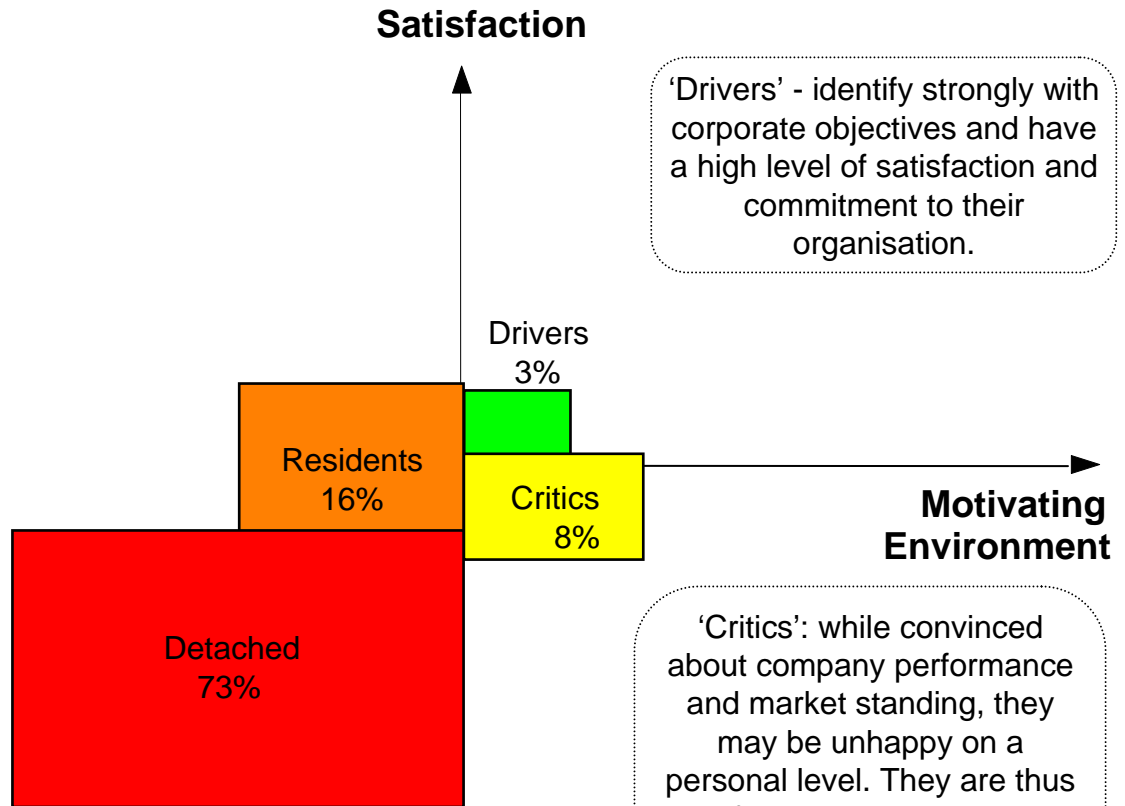 Satisfaction
‘Drivers’ - identify strongly with
corporate objectives and have
a high level of satisfaction and
commitment to their
organisation.
Drivers
3%
Residents
16%
Critics
8%
Motivating
Environment
Detached
73%
‘Critics’: while convinced
about company performance
and market standing, they
may be unhappy on a
personal level. They are thus